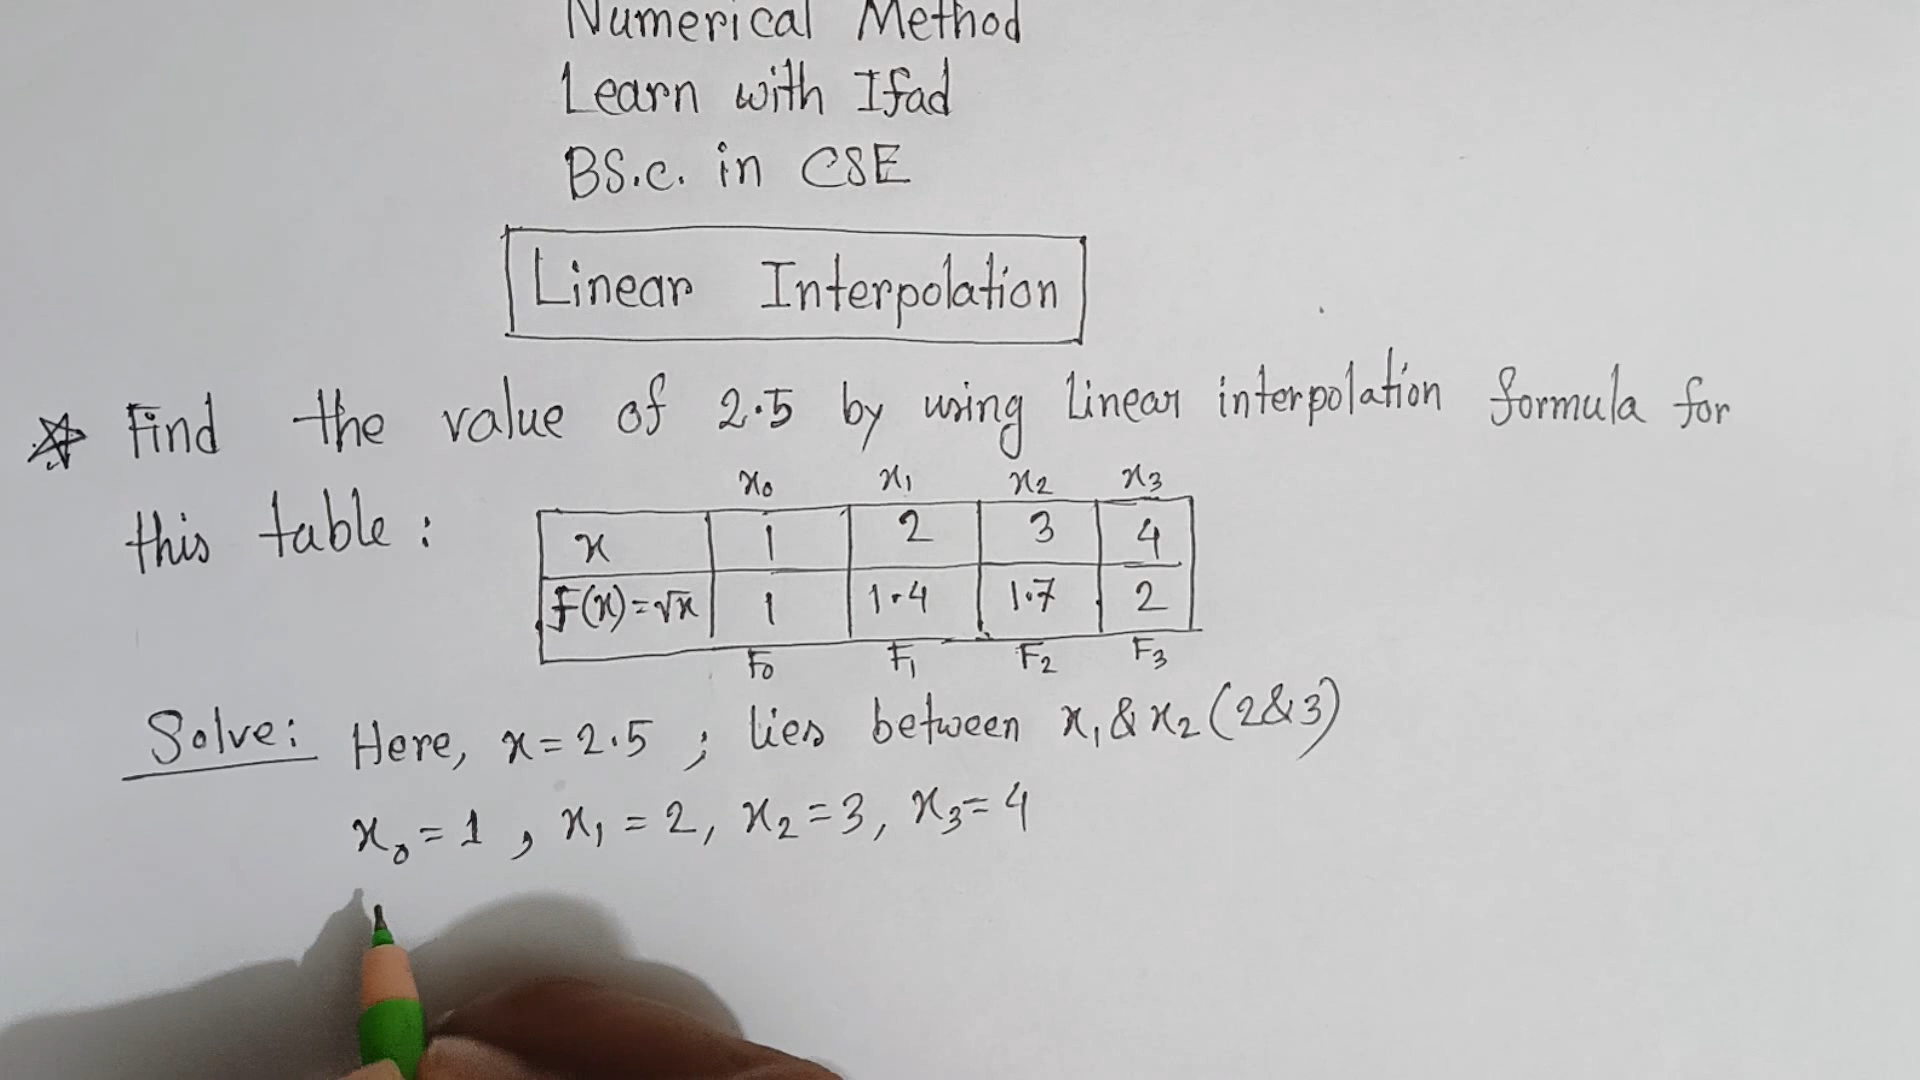 Numerical Method
Learn with Ifad
BS.c. in CSE
Linear Interpolation
Find the value of 2.5 by using Linear interpolation formula for
this table:
x₀ x₁ x₂ x₃
x 1 2 3 4
F(x)=√x 1 1.4 1.7 2
F₀ F₁ F₂ F₃
Solve: Here, x = 2.5 ; lies between x₁ & x₂ (2&3)
x₀ = 1 , x₁ = 2, x₂ = 3, x₃ = 4